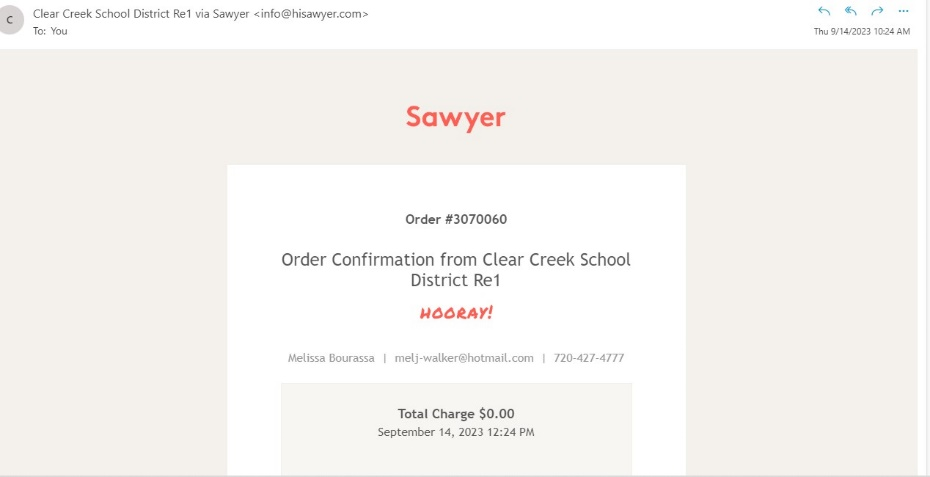 C
Clear Creek School District Re1 via Sawyer <info@hisawyer.com>
To: You
Thu 9/14/2023 10:24 AM
Sawyer
Order #3070060
Order Confirmation from Clear Creek School
District Re1
HOORAY!
Melissa Bourassa | melj-walker@hotmail.com | 720-427-4777
Total Charge $0.00
September 14, 2023 12:24 PM